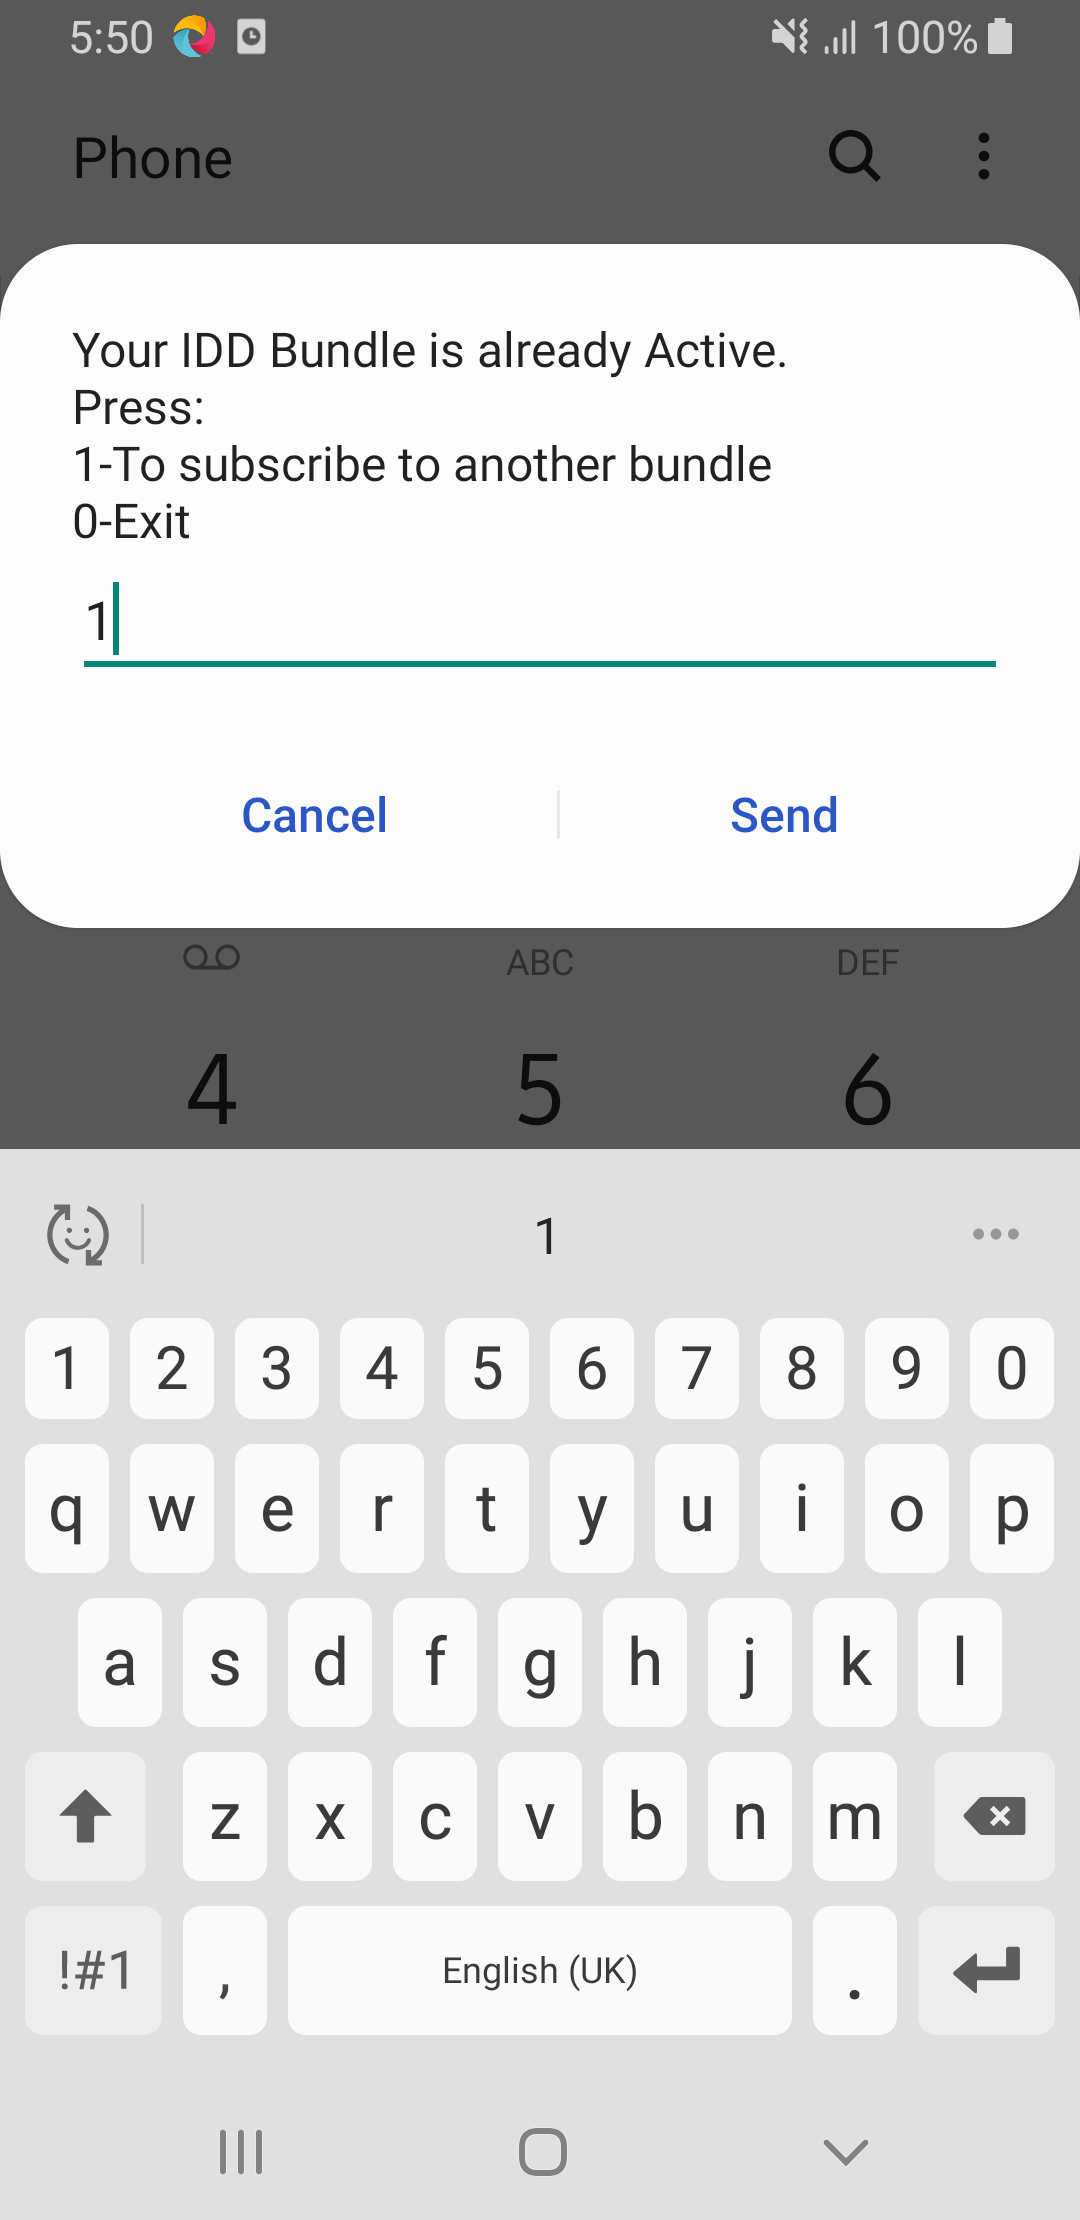 5:50
100%
Phone
Your IDD Bundle is already Active.
Press:
1-To subscribe to another bundle
0-Exit
1
Cancel
Send
ABC
DEF
4
5
6
1
1 2 3 4 5 6 7 8 9 0
q w e r t y u i o p
a s d f g h j k l
z x c v b n m
!#1 , English (UK) .